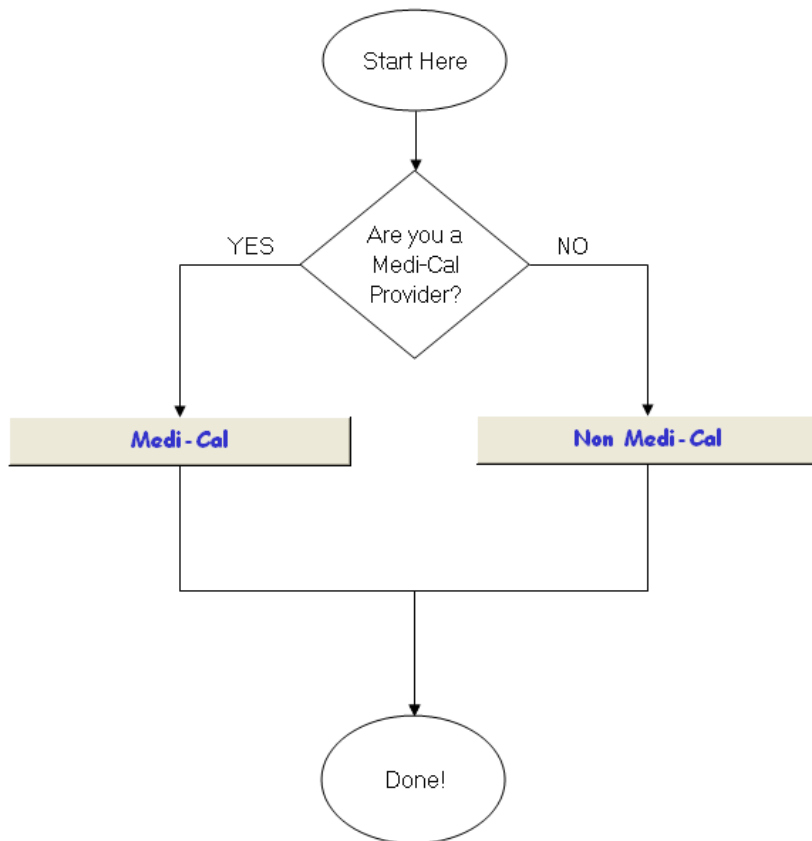 Start Here
Are you a
Medi-Cal
Provider?
YES
NO
Medi-Cal
Non Medi-Cal
Done!